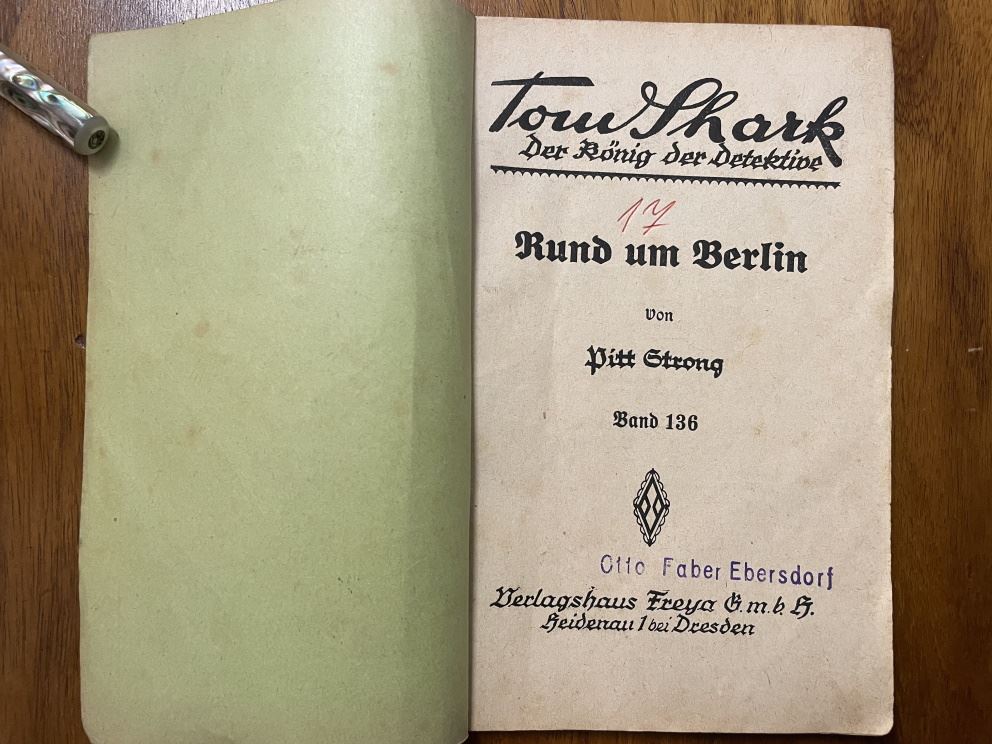 Tom Shark
Der König der Detektive
17
Rund um Berlin
von
Pitt Strong
Band 136
Otto Faber Ebersdorf
Verlagshaus Freya G.m.b.H.
Heidenau 1 bei Dresden